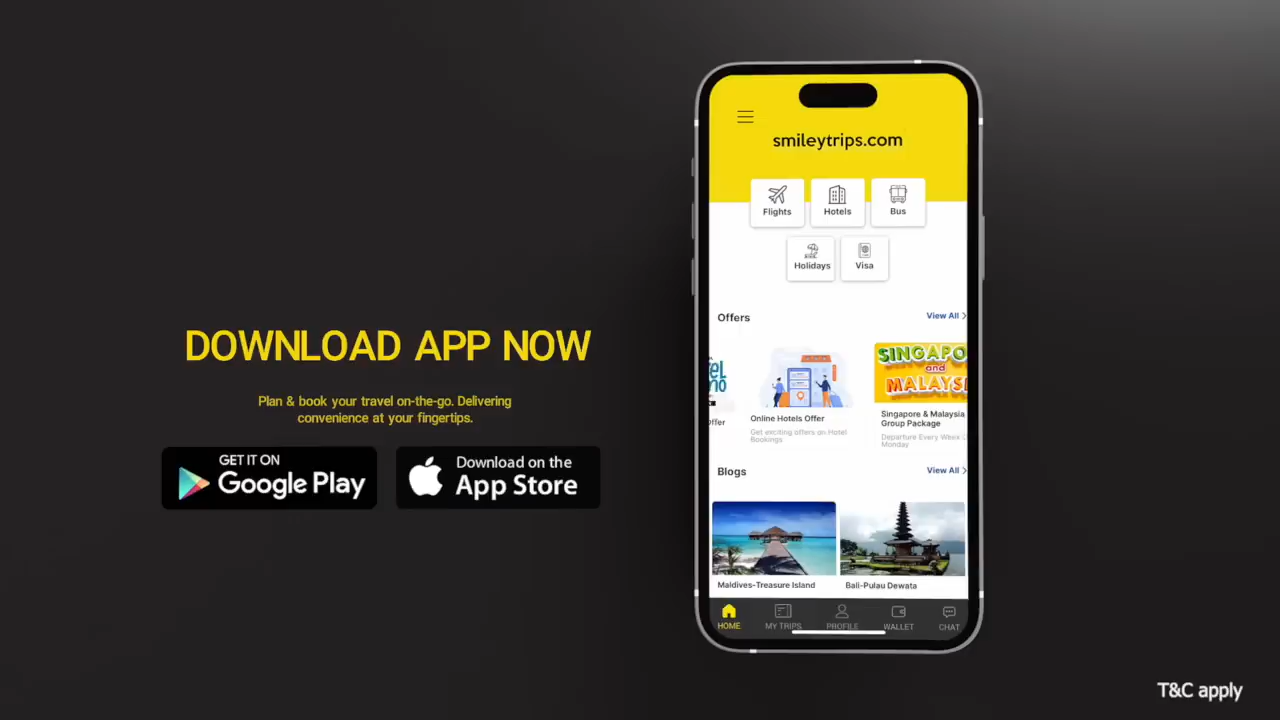 DOWNLOAD APP NOW
Plan & book your travel on-the-go. Delivering
convenience at your fingertips.
GET IT ON
Google Play
Download on the
App Store
smileytrips.com
Flights
Hotels
Bus
Holidays
Visa
Offers
View All
Online Hotels Offer
Get exciting offers on Hotel
Bookings
SINGAPO
and
MALAYSI
Singapore & Malaysia
Group Package
Departure Every Week
Monday
Blogs
View All
Maldives-Treasure Island
Bali-Pulau Dewata
HOME
MY TRIPS
PROFILE
WALLET
CHAT
T&C apply